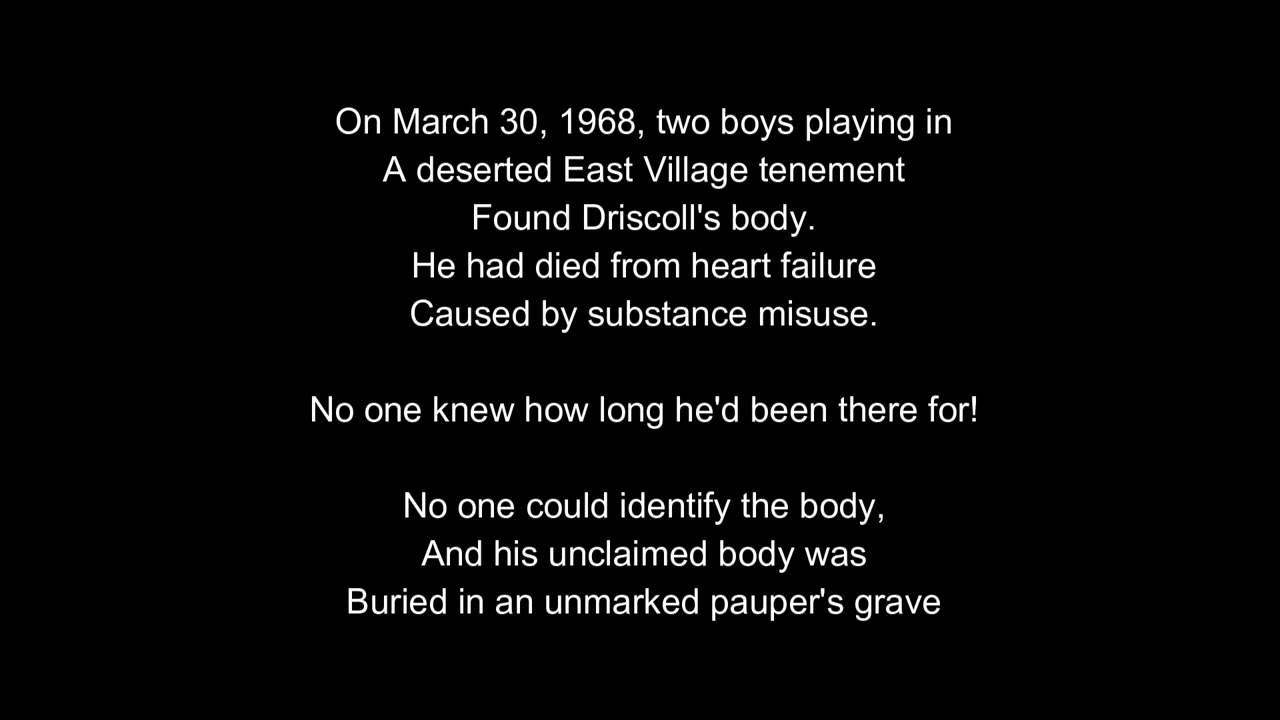 On March 30, 1968, two boys playing in
A deserted East Village tenement
Found Driscoll's body.
He had died from heart failure
Caused by substance misuse.
No one knew how long he'd been there for!
No one could identify the body,
And his unclaimed body was
Buried in an unmarked pauper's grave